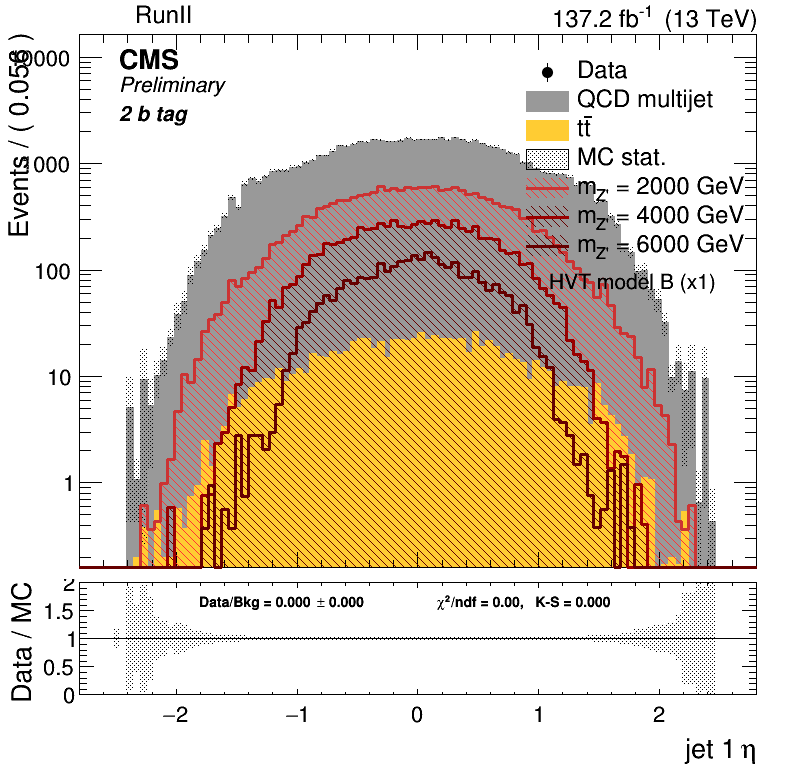 RunII 137.2 fb⁻¹ (13 TeV)
Events / ( 0.056 )
CMS
Preliminary
2 b tag
Data
QCD multijet
tt̄
MC stat.
m_Z' = 2000 GeV
m_Z' = 4000 GeV
m_Z' = 6000 GeV
HVT model B (x1)
10000
1000
100
10
1
Data / MC
Data/Bkg = 0.000 ± 0.000 χ²/ndf = 0.00, K-S = 0.000
2
1.5
1
0.5
0
−2 −1 0 1 2
jet 1 η